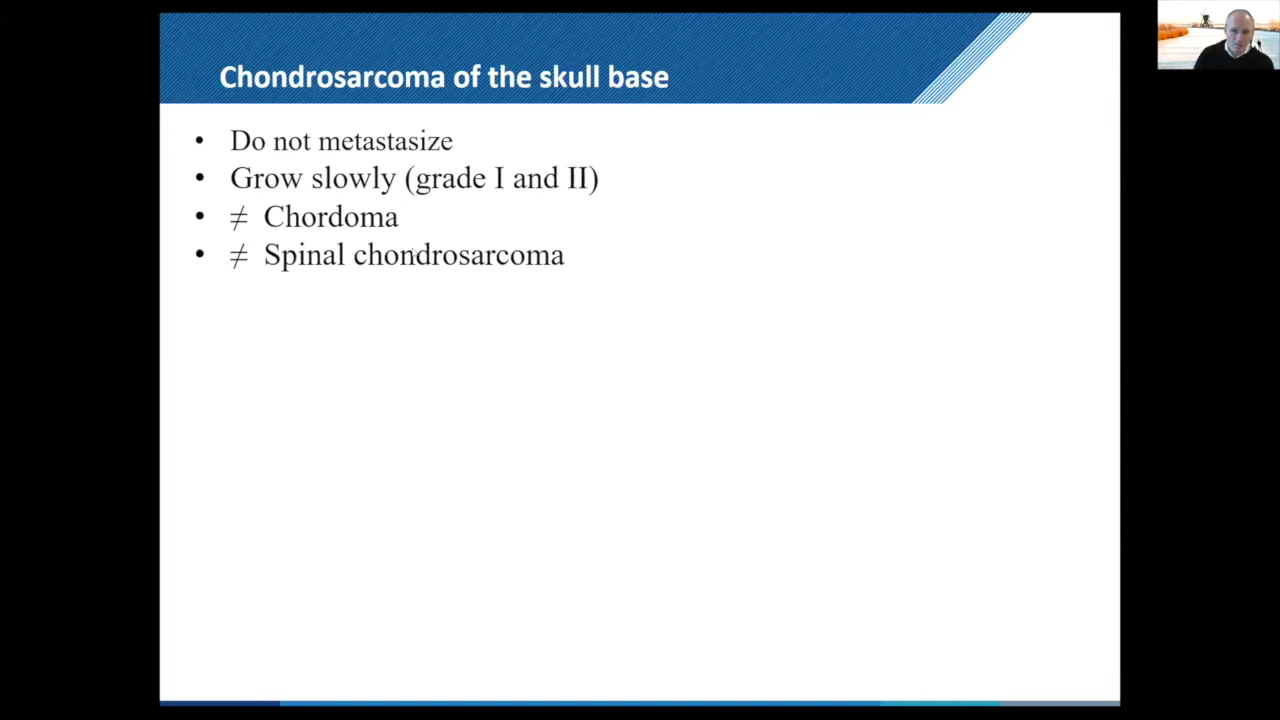 Chondrosarcoma of the skull base
• Do not metastasize
• Grow slowly (grade I and II)
• ≠ Chordoma
• ≠ Spinal chondrosarcoma